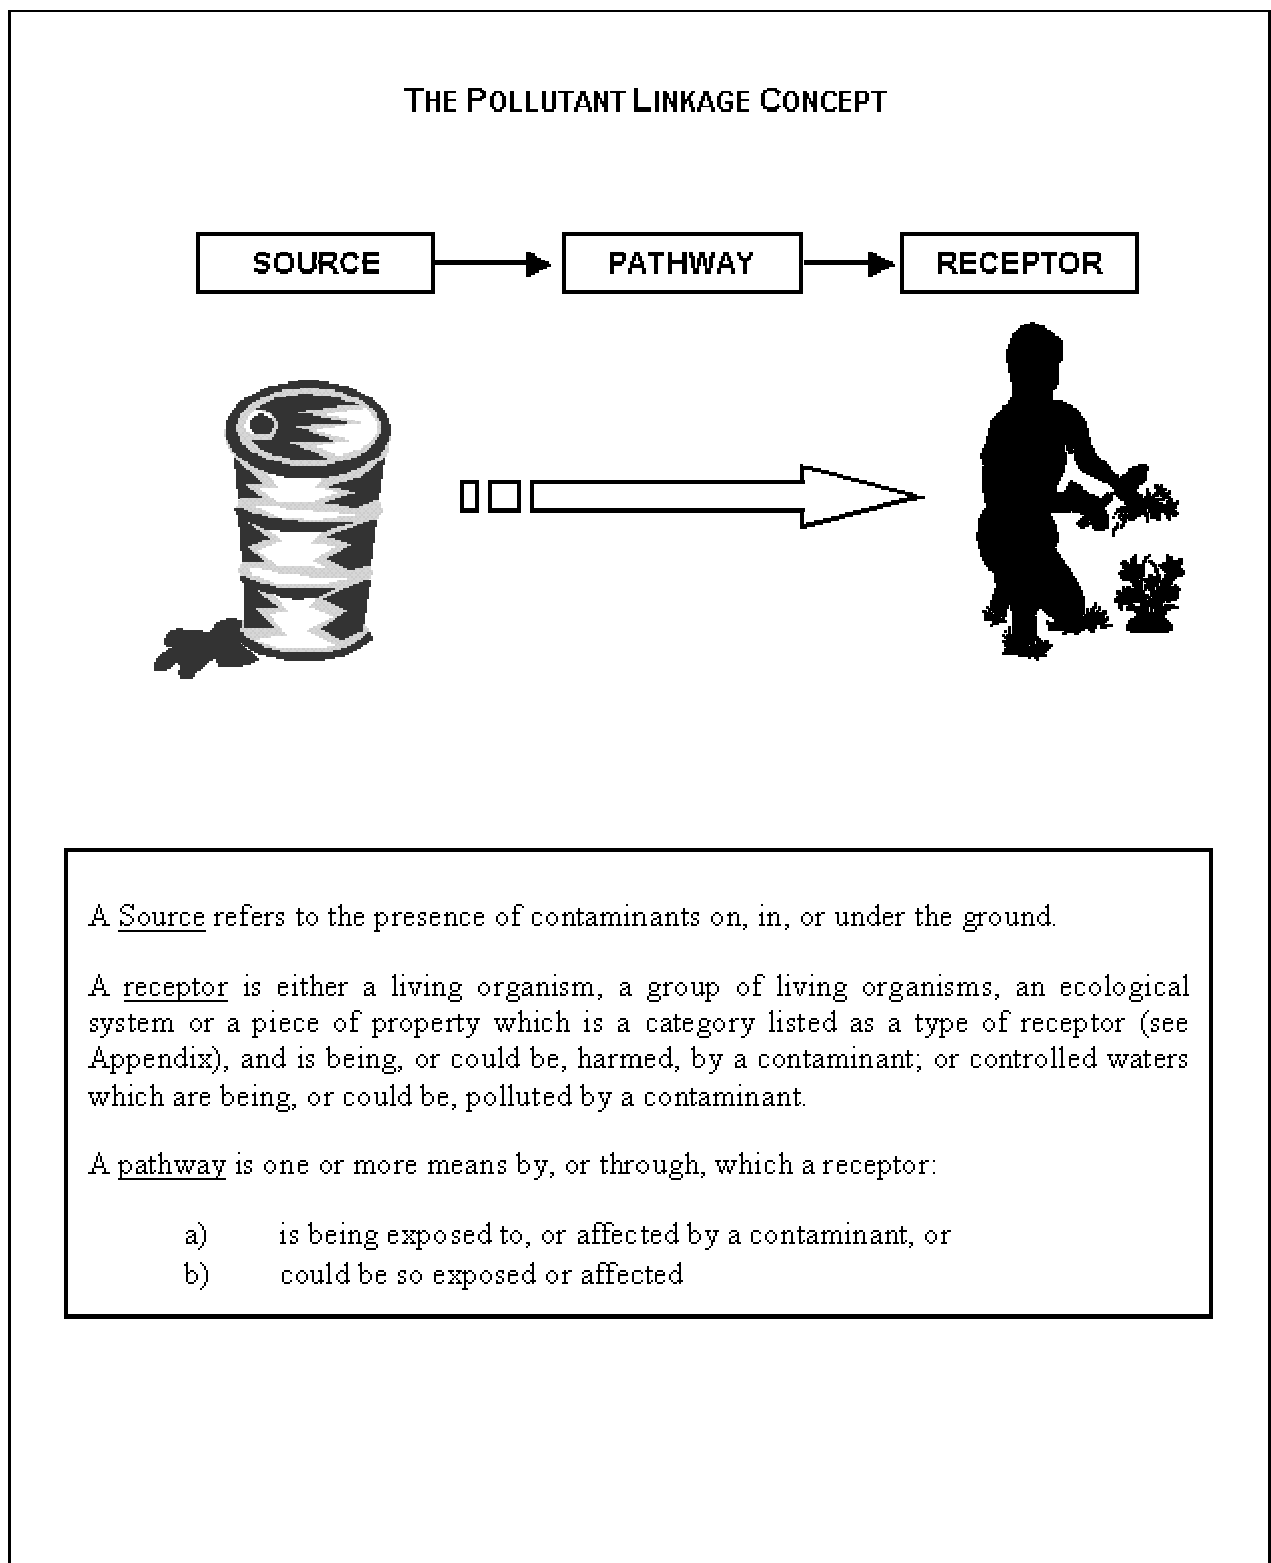 THE POLLUTANT LINKAGE CONCEPT
SOURCE PATHWAY RECEPTOR
A Source refers to the presence of contaminants on, in, or under the ground.
A receptor is either a living organism, a group of living organisms, an ecological
system or a piece of property which is a category listed as a type of receptor (see
Appendix), and is being, or could be, harmed, by a contaminant; or controlled waters
which are being, or could be, polluted by a contaminant.
A pathway is one or more means by, or through, which a receptor:
a) is being exposed to, or affected by a contaminant, or
b) could be so exposed or affected